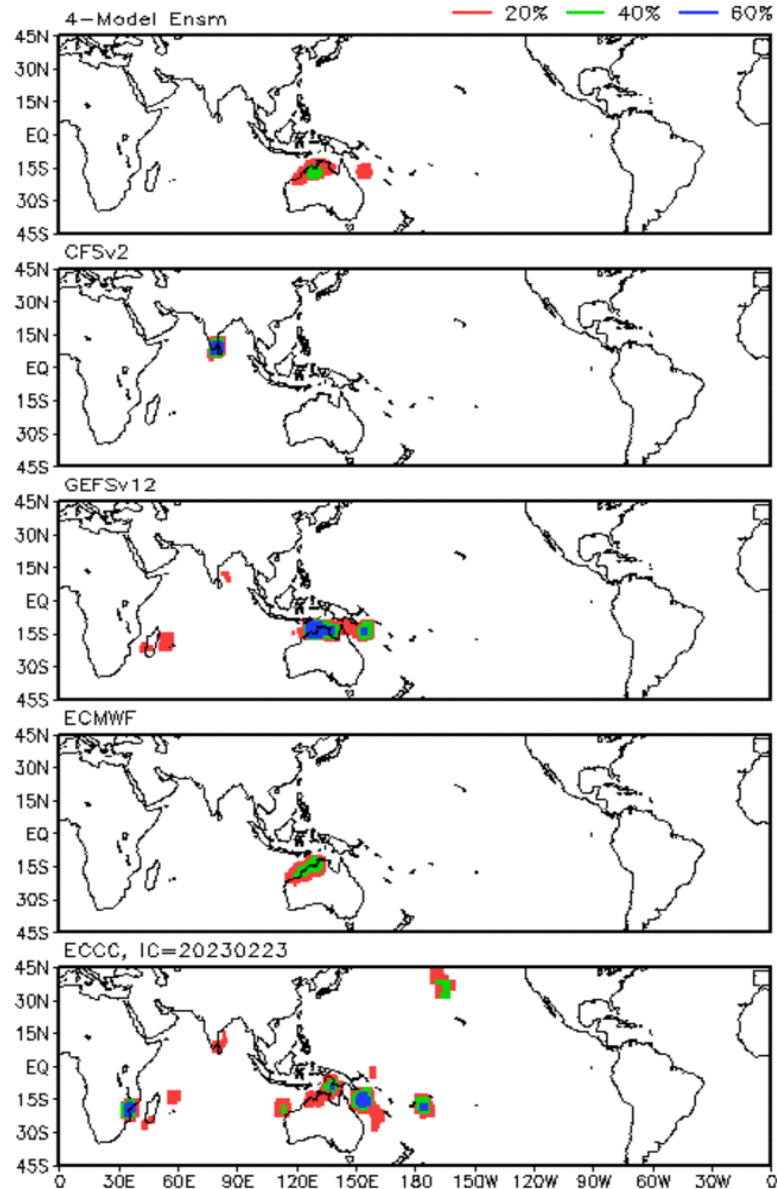 4-Model Ensm 20% 40% 60%
45N
30N
15N
EQ
15S
30S
45S
CFSv2
45N
30N
15N
EQ
15S
30S
45S
GEFSv12
45N
30N
15N
EQ
15S
30S
45S
ECMWF
45N
30N
15N
EQ
15S
30S
45S
ECCC, IC=20230223
45N
30N
15N
EQ
15S
30S
45S
0 30E 60E 90E 120E 150E 180 150W 120W 90W 60W 30W 0